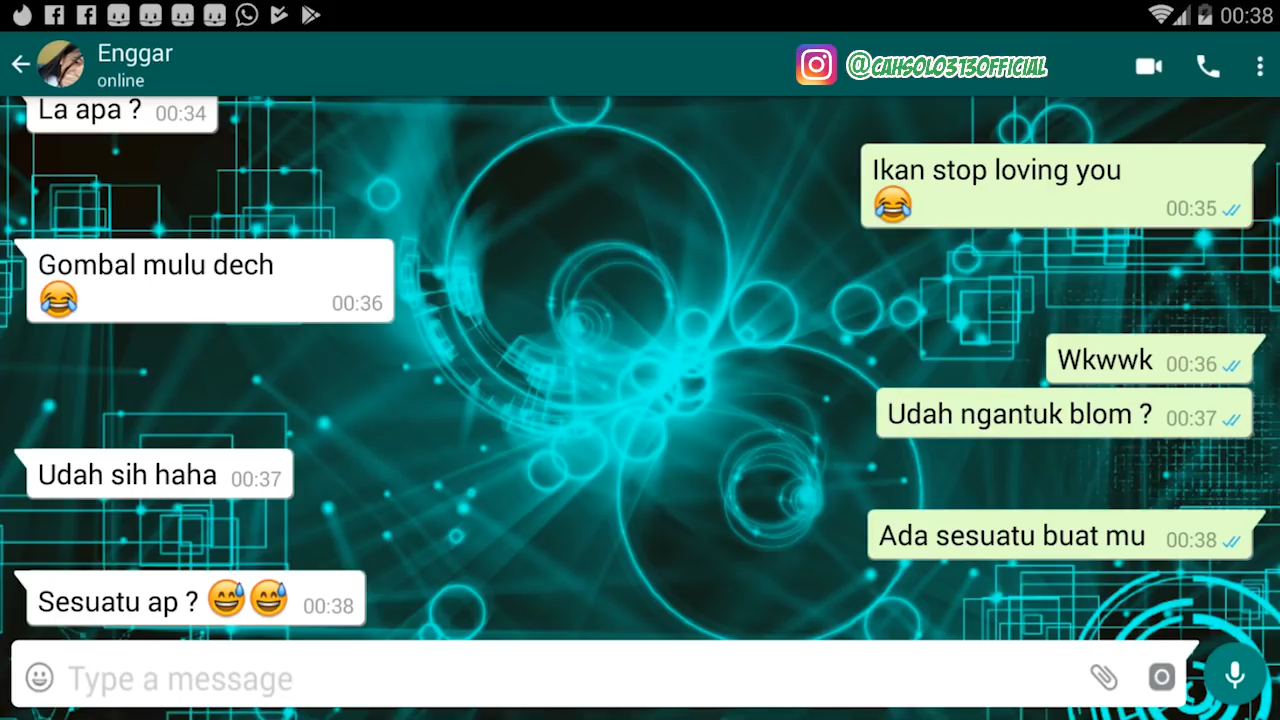 00:38
Enggar
online
@CAHSOLO313OFFICIAL
La apa ? 00:34
Ikan stop loving you
😂
00:35
Gombal mulu dech
😂
00:36
Wkwwk 00:36
Udah ngantuk blom ? 00:37
Udah sih haha 00:37
Ada sesuatu buat mu 00:38
Sesuatu ap ? 😅😅 00:38
Type a message